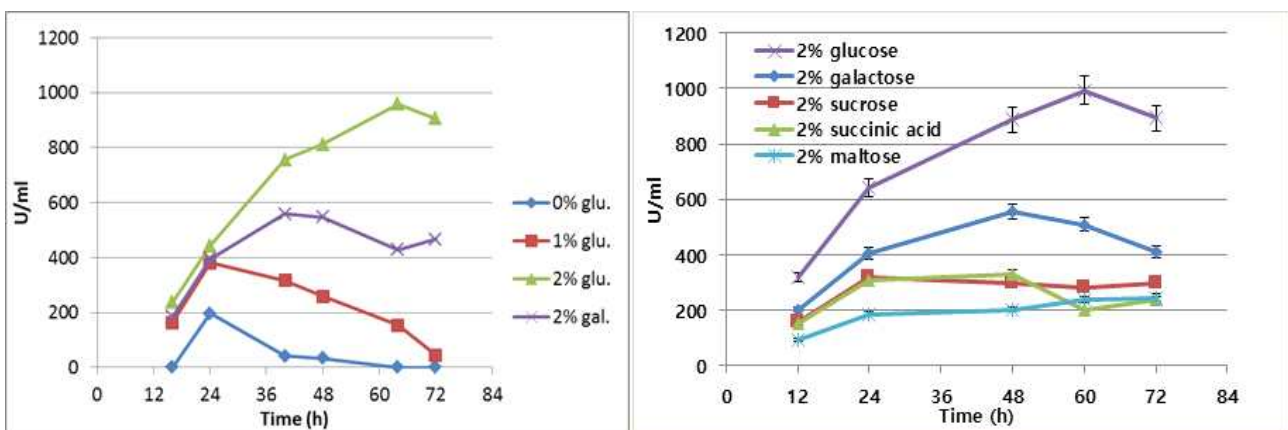 U/ml
1200
1000
800
600
400
200
0
0 12 24 36 48 60 72 84
Time (h)
0% glu.
1% glu.
2% glu.
2% gal.
U/ml
1200
1000
800
600
400
200
0
0 12 24 36 48 60 72 84
Time (h)
2% glucose
2% galactose
2% sucrose
2% succinic acid
2% maltose